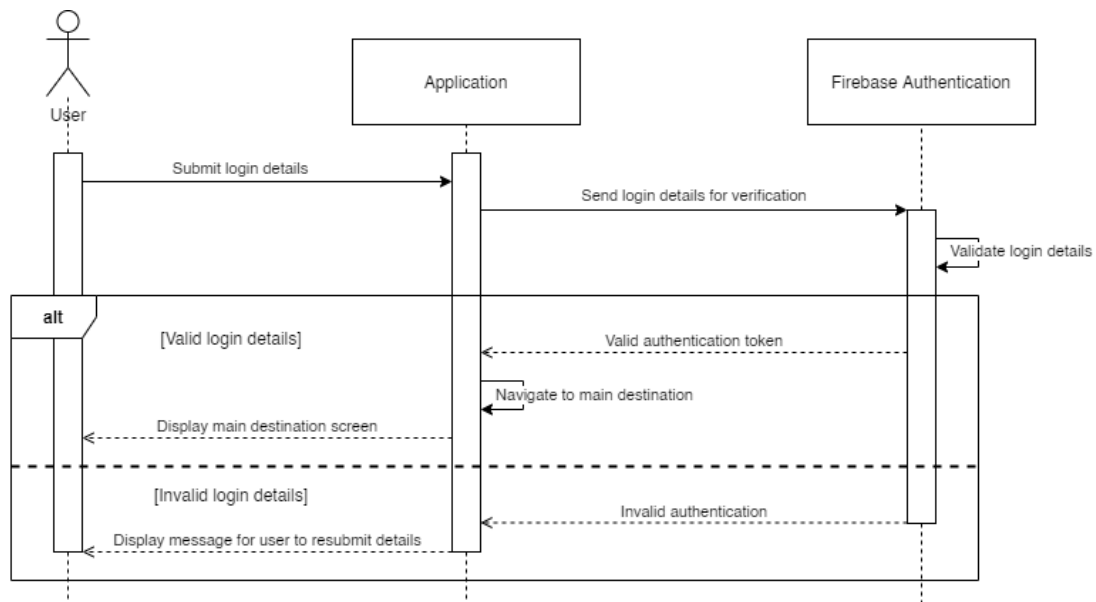 User
Application
Firebase Authentication
Submit login details
Send login details for verification
Validate login details
alt
[Valid login details]
Valid authentication token
Navigate to main destination
Display main destination screen
[Invalid login details]
Invalid authentication
Display message for user to resubmit details